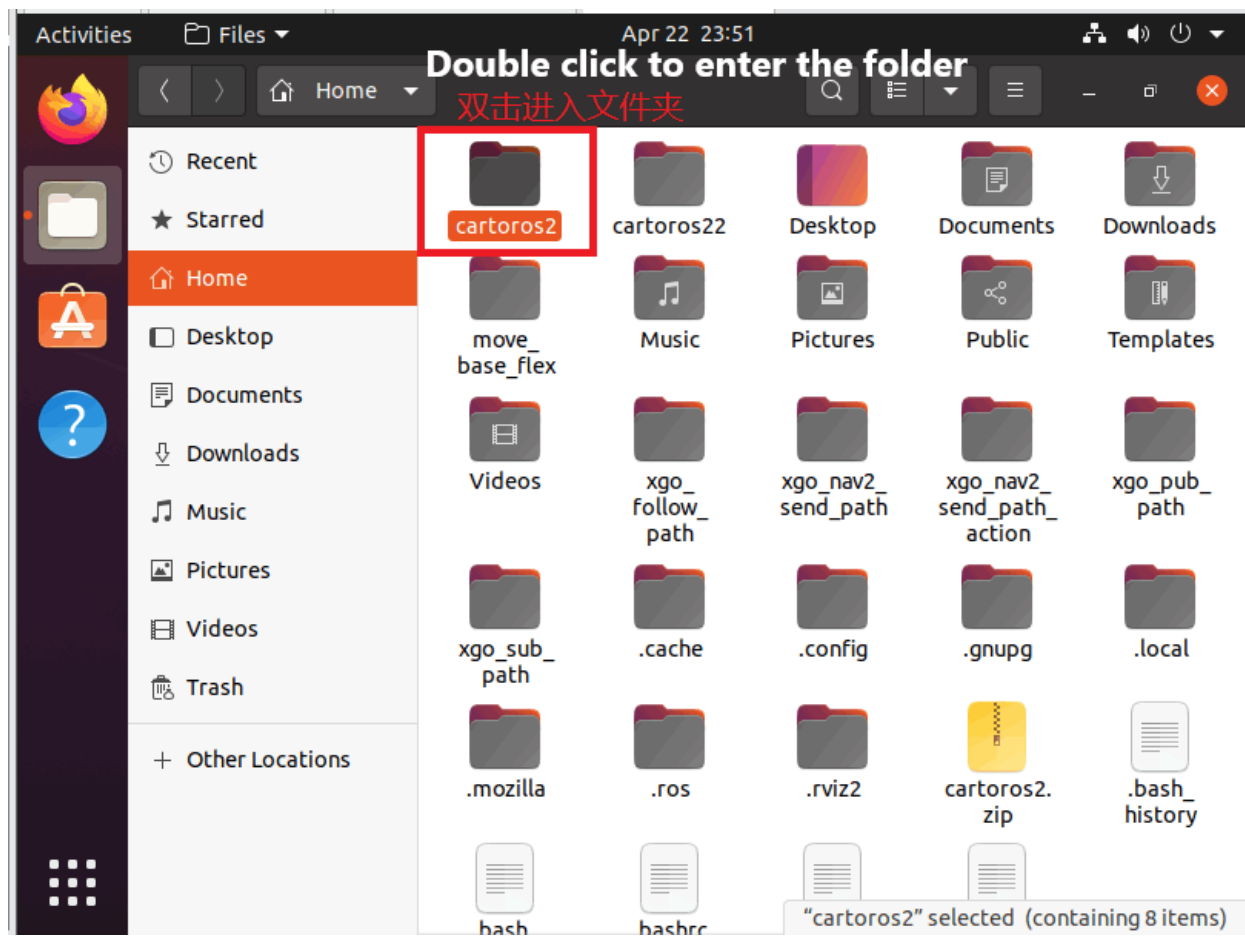 Activities
Files
Apr 22 23:51
Double click to enter the folder
Home
双击进入文件夹
Recent
Starred
Home
Desktop
Documents
Downloads
Music
Pictures
Videos
Trash
+ Other Locations
cartoros2
cartoros22
Desktop
Documents
Downloads
move_
base_flex
Music
Pictures
Public
Templates
Videos
xgo_
follow_
path
xgo_nav2_
send_path
xgo_nav2_
send_path_
action
xgo_pub_
path
xgo_sub_
path
.cache
.config
.gnupg
.local
.mozilla
.ros
.rviz2
cartoros2.
zip
.bash_
history
“cartoros2” selected (containing 8 items)